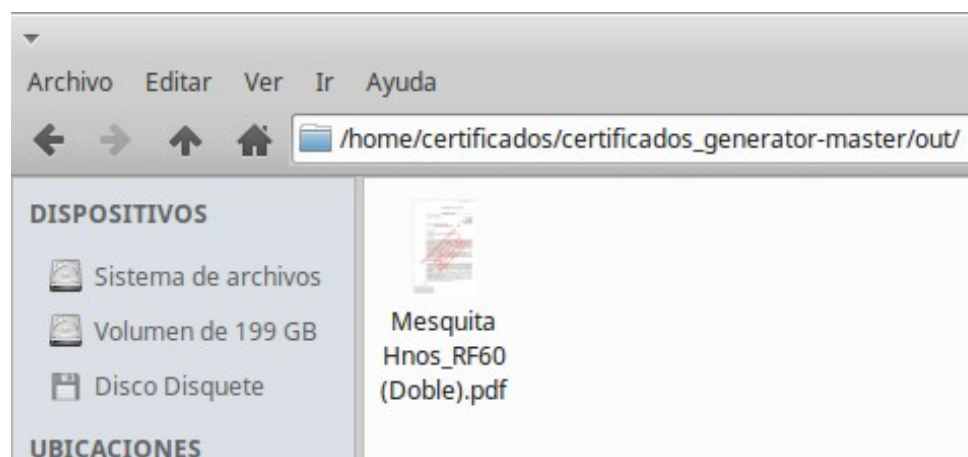 Archivo Editar Ver Ir Ayuda
/home/certificados/certificados_generator-master/out/
DISPOSITIVOS
Sistema de archivos
Volumen de 199 GB
Disco Disquete
UBICACIONES
Mesquita
Hnos_RF60
(Doble).pdf